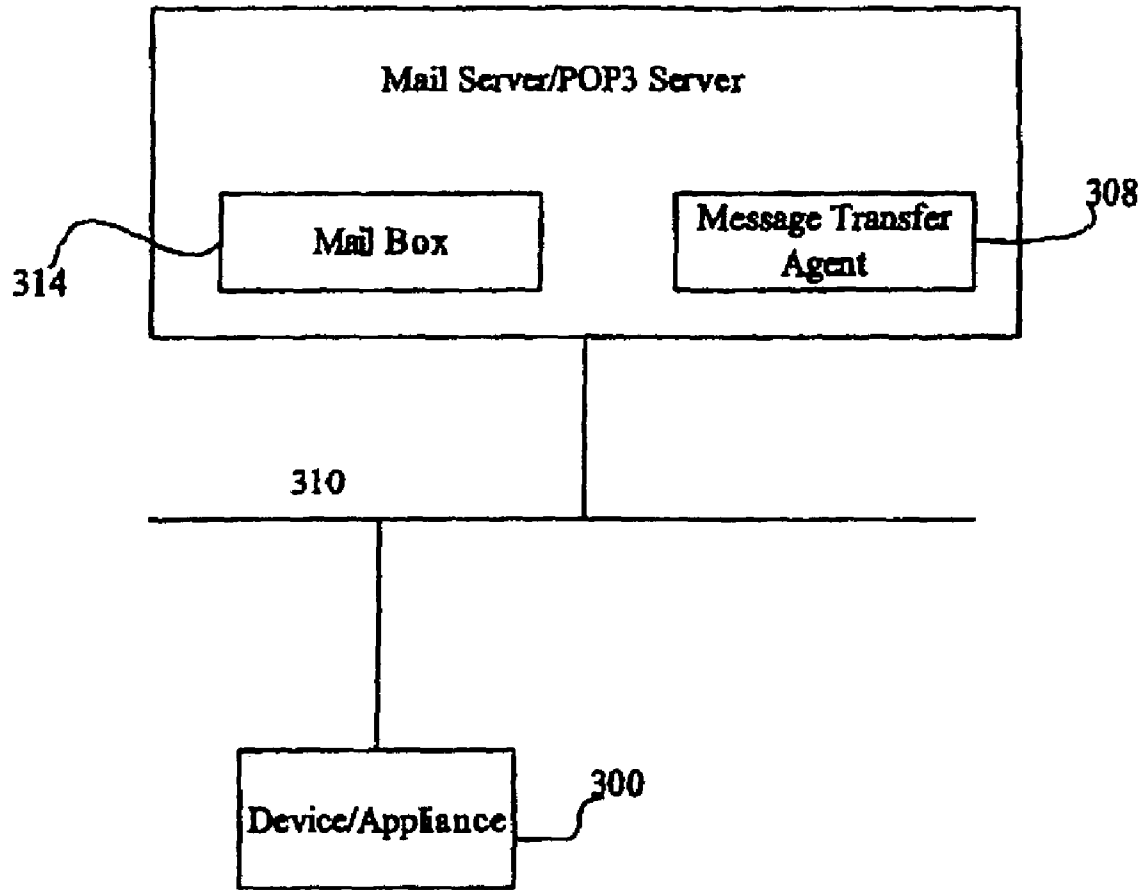 Mail Server/POP3 Server
308
Mail Box
Message Transfer
Agent
314
310
300
Device/Appliance